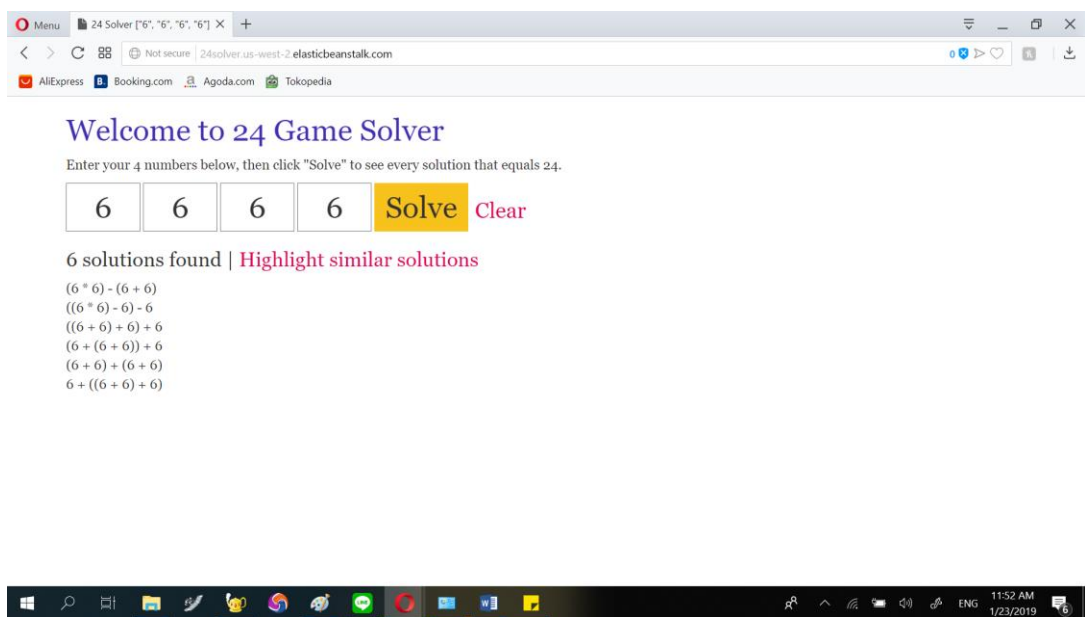 Menu 24 Solver ["6", "6", "6", "6"]
Not secure 24solver.us-west-2.elasticbeanstalk.com 0
AliExpress B. Booking.com a Agoda.com Tokopedia
Welcome to 24 Game Solver
Enter your 4 numbers below, then click "Solve" to see every solution that equals 24.
6 6 6 6 Solve Clear
6 solutions found | Highlight similar solutions
(6 * 6) - (6 + 6)
((6 * 6) - 6) - 6
((6 + 6) + 6) + 6
(6 + (6 + 6)) + 6
(6 + 6) + (6 + 6)
6 + ((6 + 6) + 6)
LINE W ENG 11:52 AM
1/23/2019 6